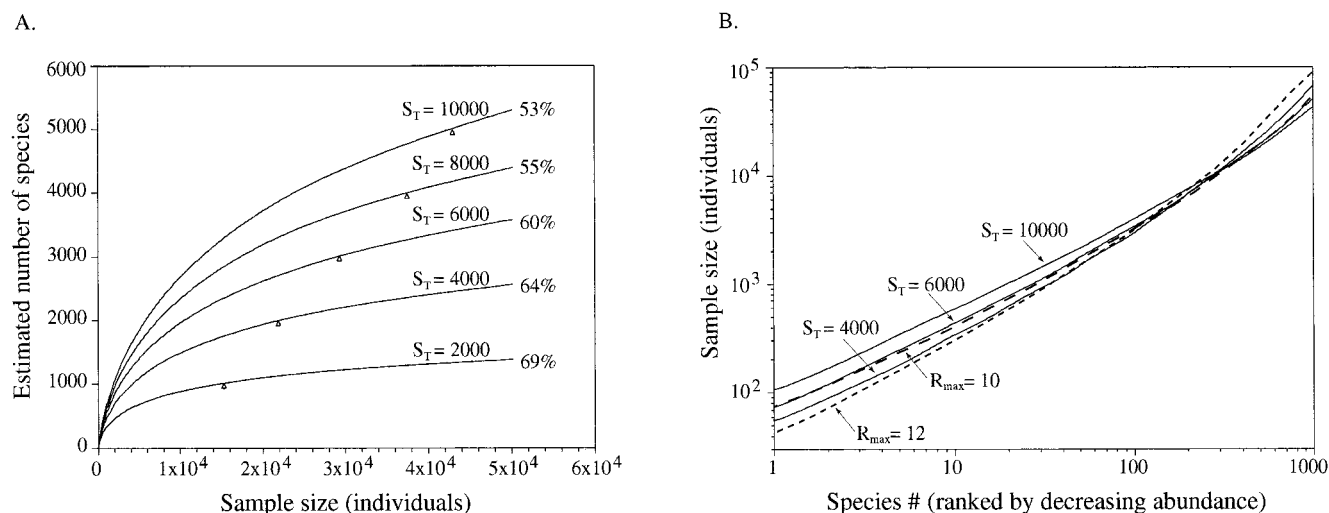 A.
6000
5000
4000
3000
2000
1000
0
Estimated number of species
S_T = 10000
53%
S_T = 8000
55%
S_T = 6000
60%
S_T = 4000
64%
S_T = 2000
69%
0
1x10^4
2x10^4
3x10^4
4x10^4
5x10^4
6x10^4
Sample size (individuals)
B.
10^5
10^4
10^3
10^2
Sample size (individuals)
S_T = 10000
S_T = 6000
S_T = 4000
R_max = 10
R_max = 12
1
10
100
1000
Species # (ranked by decreasing abundance)